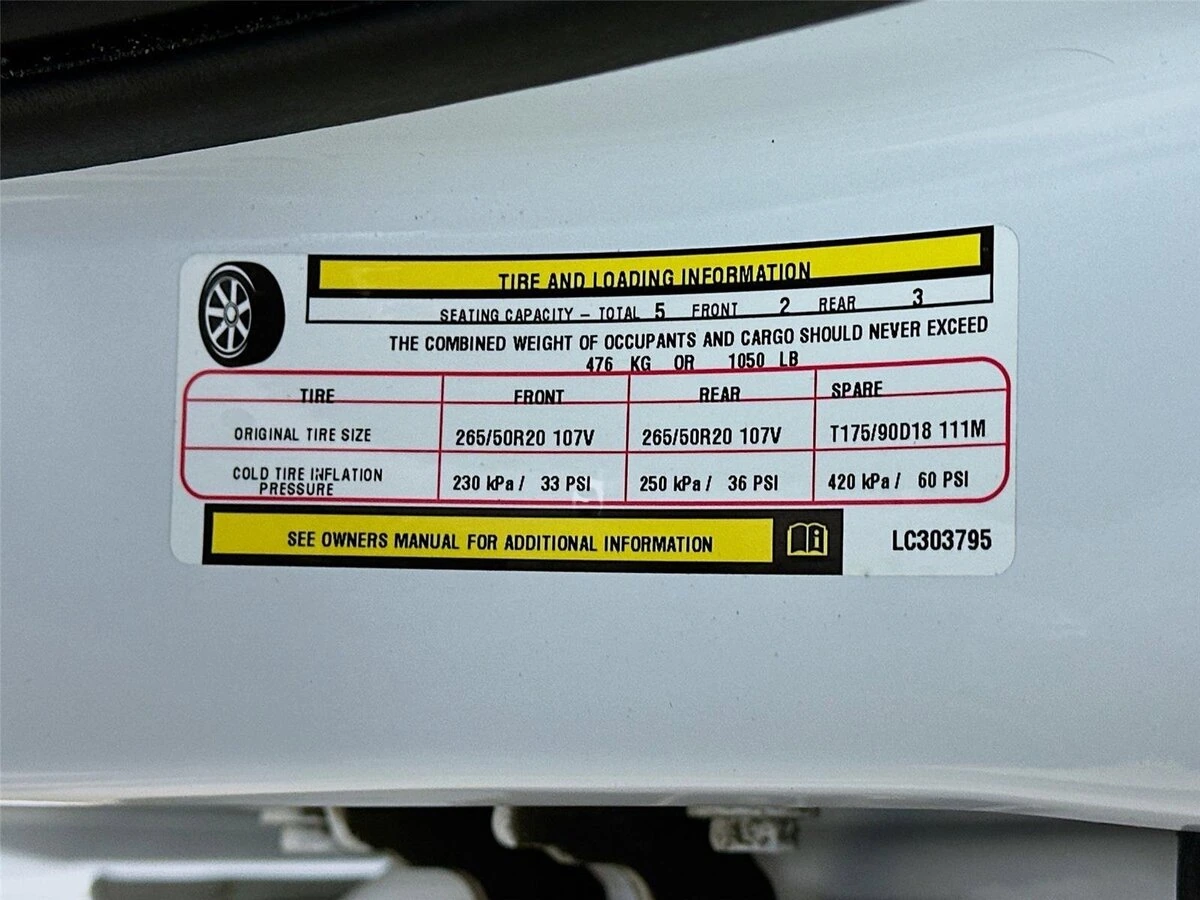 TIRE AND LOADING INFORMATION
SEATING CAPACITY – TOTAL 5 FRONT 2 REAR 3
THE COMBINED WEIGHT OF OCCUPANTS AND CARGO SHOULD NEVER EXCEED
476 KG OR 1050 LB
TIRE FRONT REAR SPARE
ORIGINAL TIRE SIZE 265/50R20 107V 265/50R20 107V T175/90D18 111M
COLD TIRE INFLATION
PRESSURE 230 kPa / 33 PSI 250 kPa / 36 PSI 420 kPa / 60 PSI
SEE OWNERS MANUAL FOR ADDITIONAL INFORMATION
LC303795